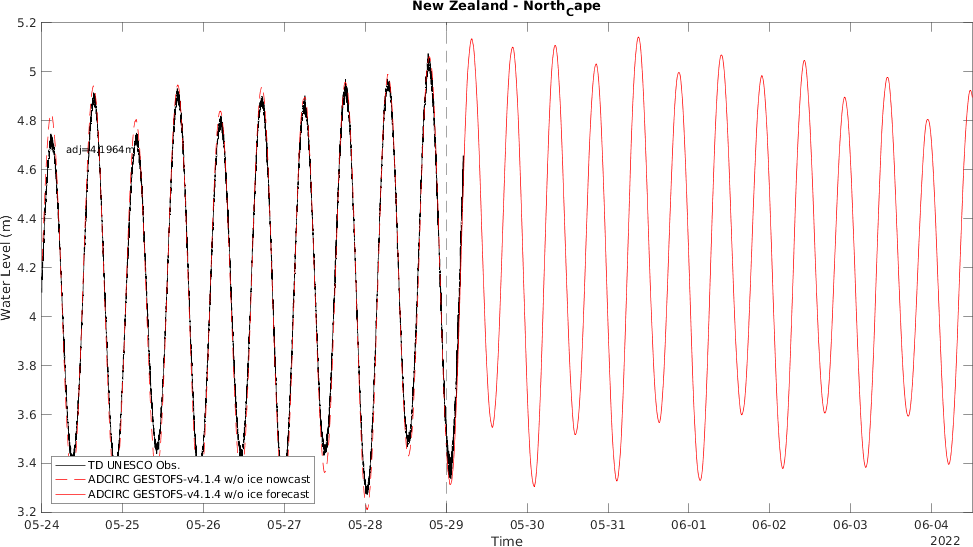 New Zealand - North_Cape
5.2
5
4.8
4.6
4.4
4.2
4
3.8
3.6
3.4
3.2
Water Level (m)
adj=4.1964m
TD UNESCO Obs.
ADCIRC GESTOFS-v4.1.4 w/o ice nowcast
ADCIRC GESTOFS-v4.1.4 w/o ice forecast
05-24 05-25 05-26 05-27 05-28 05-29 05-30 05-31 06-01 06-02 06-03 06-04
Time
2022